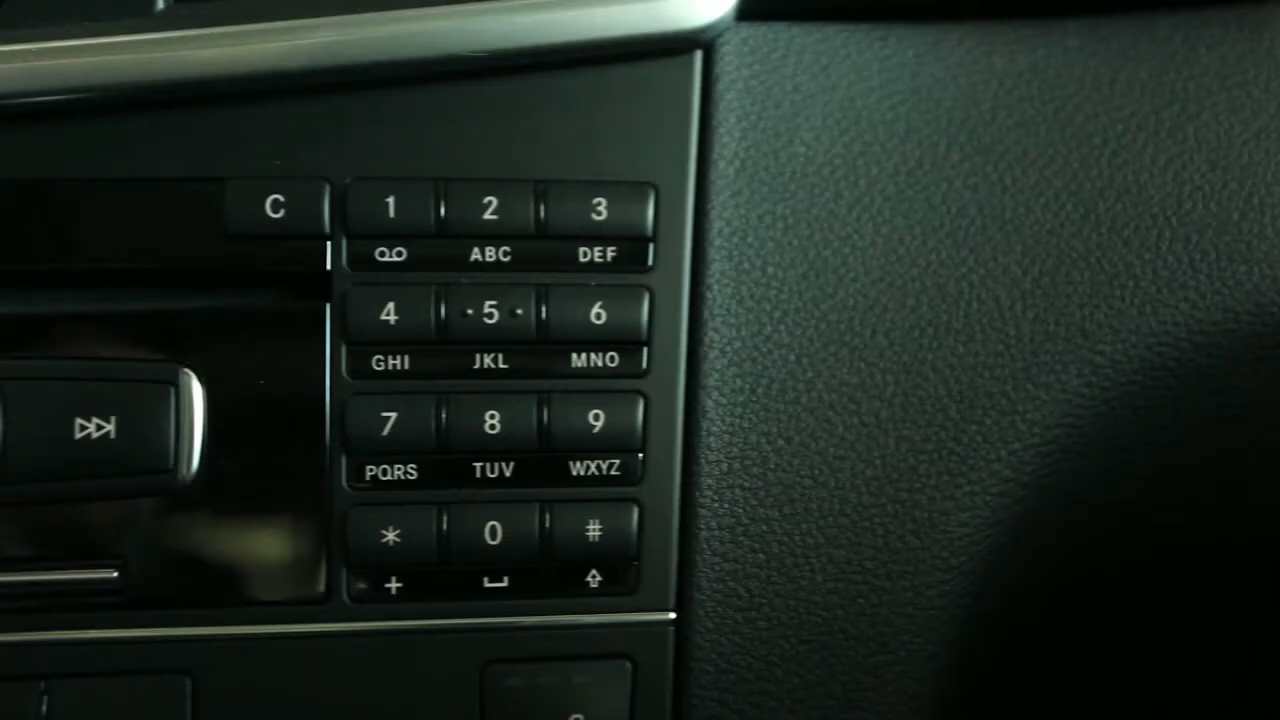 C 1 2 3
ABC DEF
4 5 6
GHI JKL MNO
7 8 9
PQRS TUV WXYZ
* 0 #
+